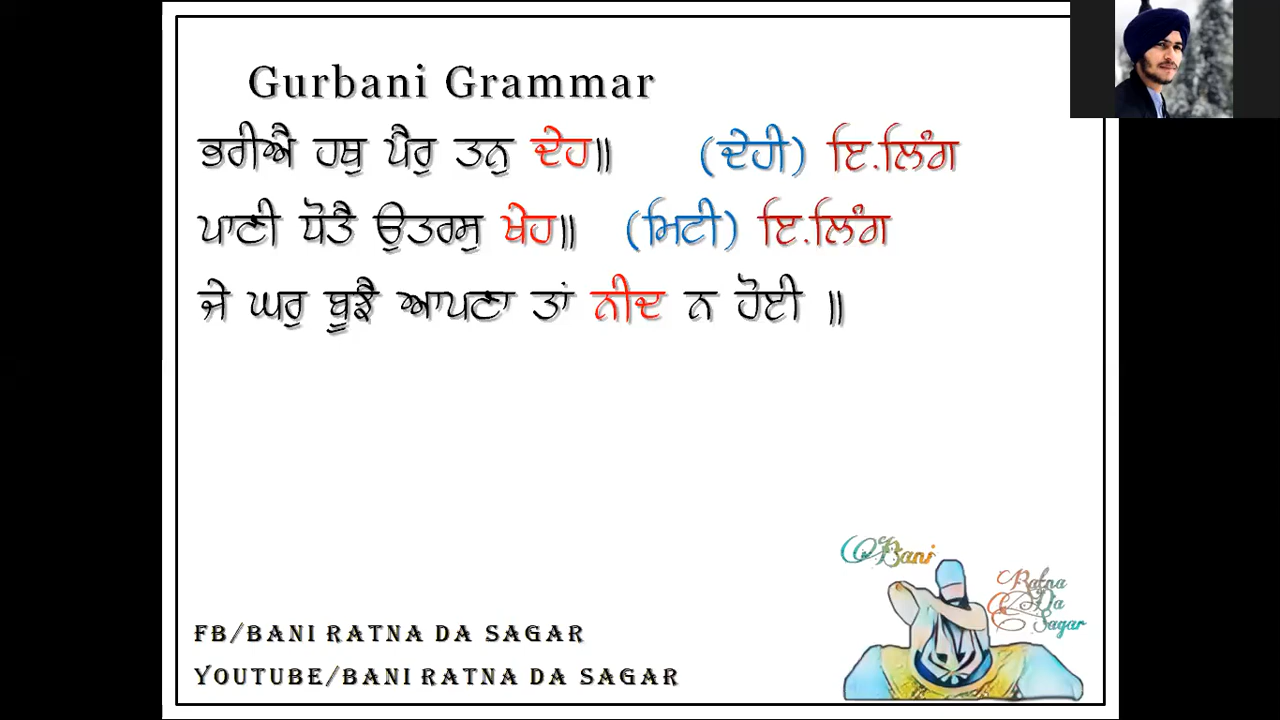 Gurbani Grammar
ਭਰੀਐ ਹਥੁ ਪੈਰੁ ਤਨੁ ਦੇਹ॥ (ਦੇਹੀ) ਇ.ਲਿੰਗ
ਪਾਣੀ ਧੋਤੈ ਉਤਰਸੁ ਖੇਹ॥ (ਮਿਟੀ) ਇ.ਲਿੰਗ
ਜੇ ਘਰੁ ਬੁਝੈ ਆਪਣਾ ਤਾਂ ਨੀਦ ਨ ਹੋਈ ॥
Bani
Ratna
Da
Sagar
FB/BANI RATNA DA SAGAR
YOUTUBE/BANI RATNA DA SAGAR